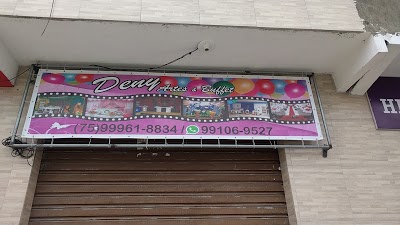 Deny
Artes & Buffet
(75)99961-8834 / 99106-9527
H